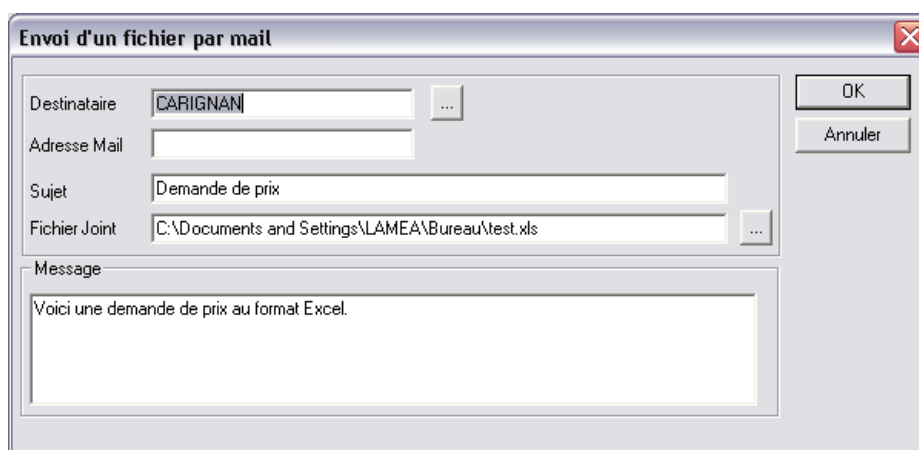 Envoi d'un fichier par mail
Destinataire CARIGNAN ...
OK
Adresse Mail
Annuler
Sujet Demande de prix
Fichier Joint C:\Documents and Settings\LAMEA\Bureau\test.xls ...
Message
Voici une demande de prix au format Excel.